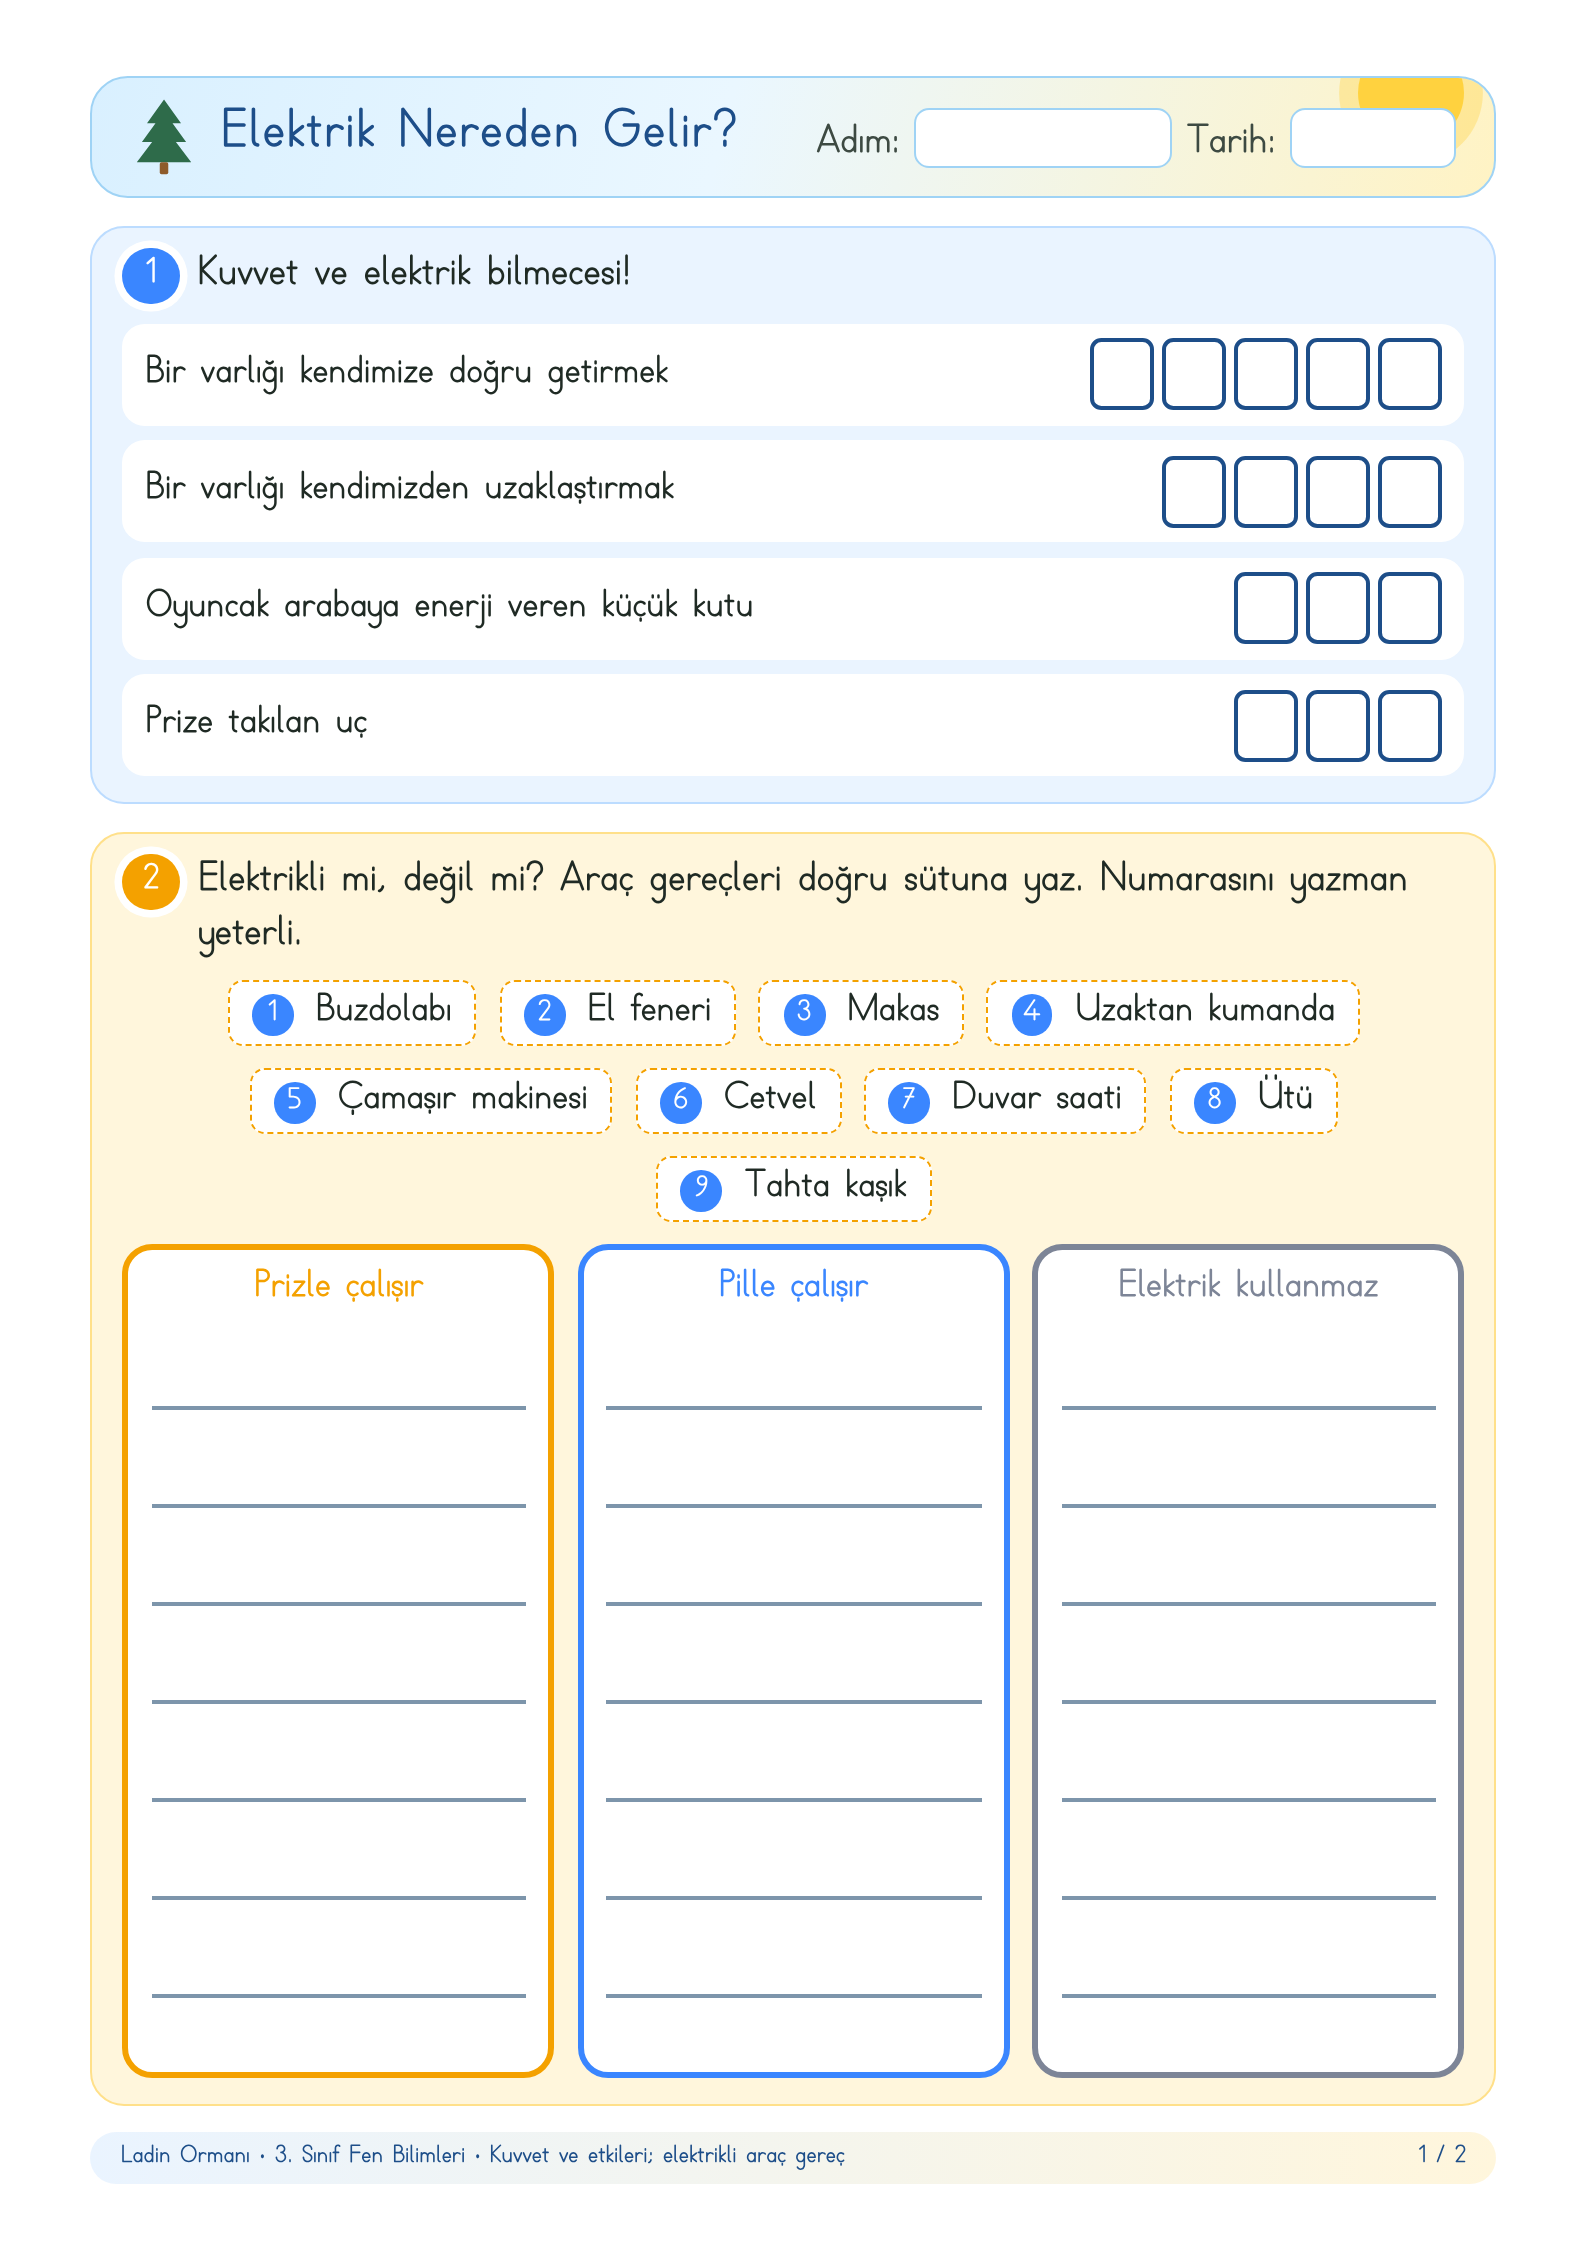 Elektrik Nereden Gelir?
Adım:
Tarih:
1 Kuvvet ve elektrik bilmecesi!
Bir varlığı kendimize doğru getirmek
Bir varlığı kendimizden uzaklaştırmak
Oyuncak arabaya enerji veren küçük kutu
Prize takılan uç
2 Elektrikli mi, değil mi? Araç gereçleri doğru sütuna yaz. Numarasını yazman
yeterli.
1 Buzdolabı 2 El feneri 3 Makas 4 Uzaktan kumanda
5 Çamaşır makinesi 6 Cetvel 7 Duvar saati 8 Ütü
9 Tahta kaşık
Prizle çalışır
Pille çalışır
Elektrik kullanmaz
Ladin Ormanı • 3. Sınıf Fen Bilimleri • Kuvvet ve etkileri; elektrikli araç gereç
1 / 2